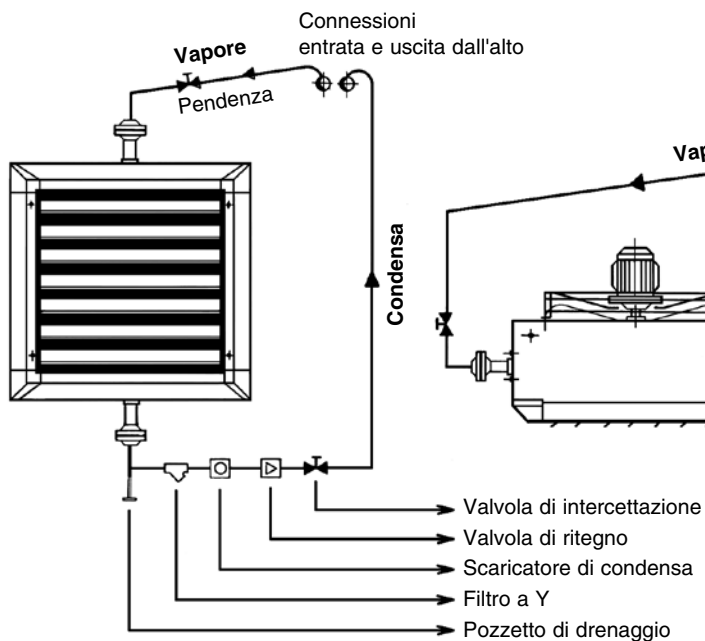 Connessioni
entrata e uscita dall'alto
Vapore
Pendenza
Vap
Condensa
Valvola di intercettazione
Valvola di ritegno
Scaricatore di condensa
Filtro a Y
Pozzetto di drenaggio